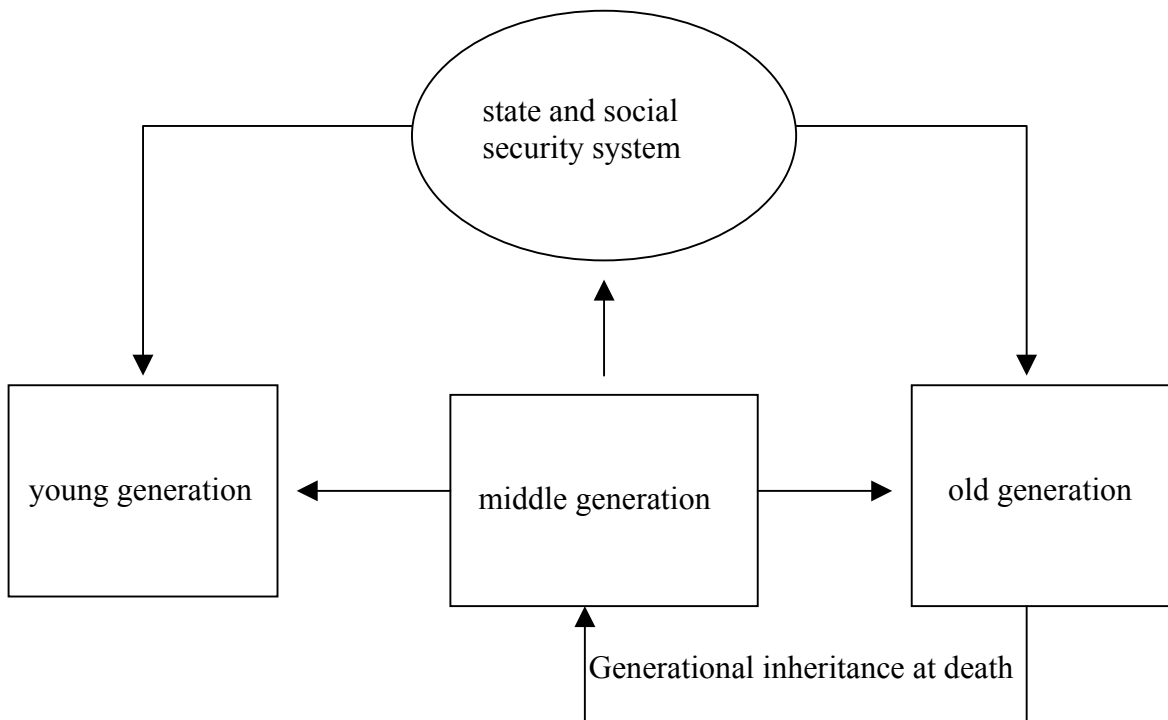 state and social
security system
young generation
middle generation
old generation
Generational inheritance at death